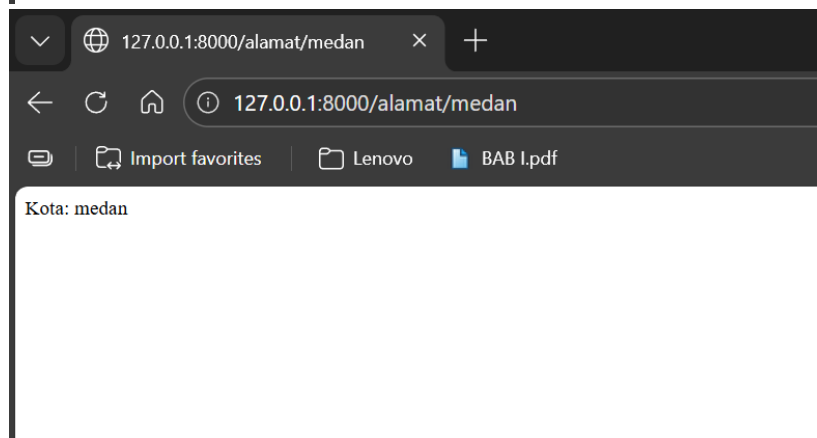 127.0.0.1:8000/alamat/medan
127.0.0.1:8000/alamat/medan
Import favorites Lenovo BAB I.pdf
Kota: medan